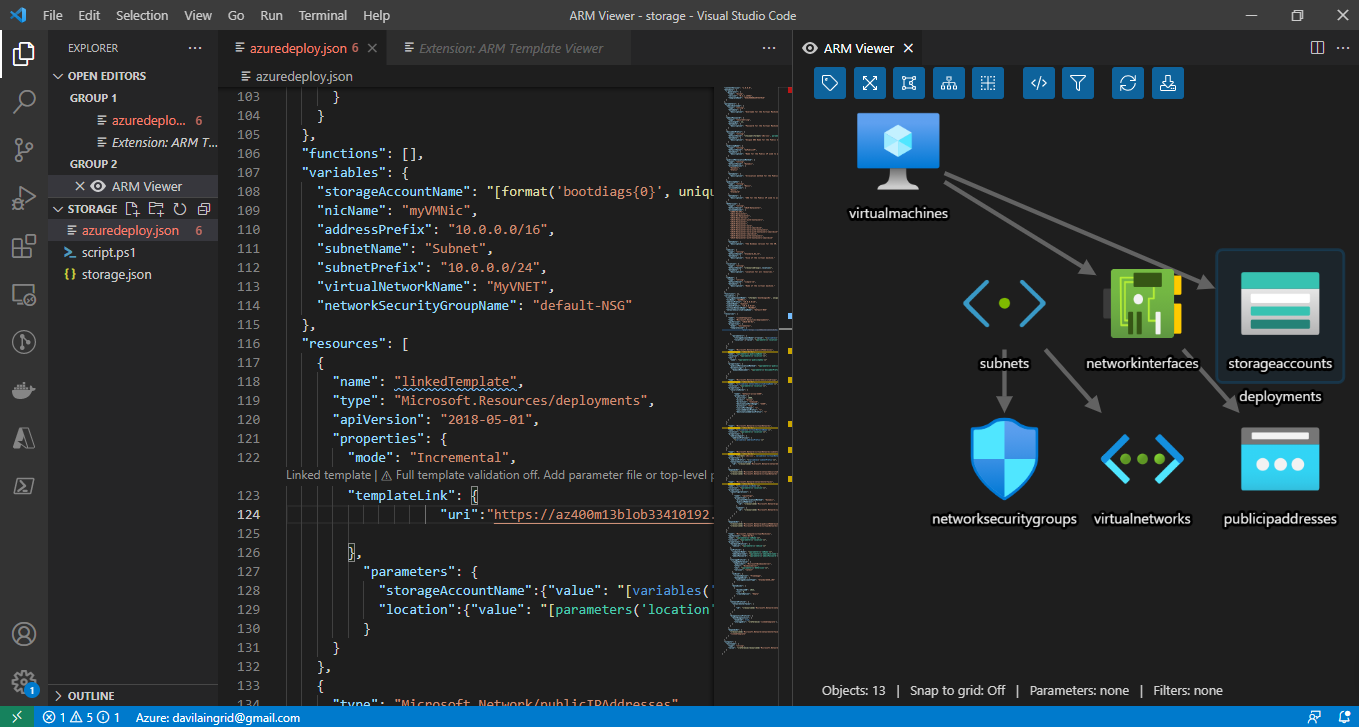 File Edit Selection View Go Run Terminal Help
ARM Viewer - storage - Visual Studio Code
EXPLORER
OPEN EDITORS
GROUP 1
azuredeplo... 6
Extension: ARM T...
GROUP 2
ARM Viewer
STORAGE
azuredeploy.json 6
script.ps1
{} storage.json
OUTLINE
azuredeploy.json 6
Extension: ARM Template Viewer
azuredeploy.json
103 }
104 }
105 },
106 "functions": [],
107 "variables": {
108 "storageAccountName": "[format('bootdiags{0}', uniqu
109 "nicName": "myVMNic",
110 "addressPrefix": "10.0.0.0/16",
111 "subnetName": "Subnet",
112 "subnetPrefix": "10.0.0.0/24",
113 "virtualNetworkName": "MyVNET",
114 "networkSecurityGroupName": "default-NSG"
115 },
116 "resources": [
117 {
118 "name": "linkedTemplate",
119 "type": "Microsoft.Resources/deployments",
120 "apiVersion": "2018-05-01",
121 "properties": {
122 "mode": "Incremental",
Linked template | ⚠ Full template validation off. Add parameter file or top-level p
123 "templateLink": {
124 "uri":"https://az400m13blob33410192.
125
126 },
127 "parameters": {
128 "storageAccountName":{"value": "[variables('
129 "location":{"value": "[parameters('location'
130 }
131 }
132 },
133 {
134 "type": "Microsoft.Network/publicIPAddresses"
ARM Viewer
virtualmachines
subnets
networkinterfaces
storageaccounts
deployments
networksecuritygroups
virtualnetworks
publicipaddresses
Objects: 13 | Snap to grid: Off | Parameters: none | Filters: none
1
1 5 1 Azure: davilaingrid@gmail.com